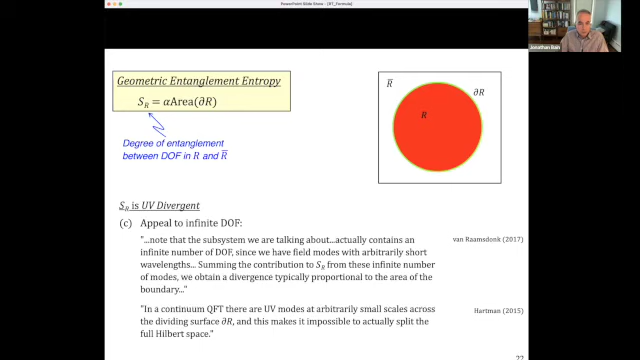 PowerPoint Slide Show - [RT_Formula]
Jonathan Bain
Geometric Entanglement Entropy
S_R = αArea(∂R)
Degree of entanglement
between DOF in R and R̅
R̅
∂R
R
S_R is UV Divergent
(c) Appeal to infinite DOF:
"...note that the subsystem we are talking about...actually contains an
infinite number of DOF, since we have field modes with arbitrarily short
wavelengths... Summing the contribution to S_R from these infinite number
of modes, we obtain a divergence typically proportional to the area of the
boundary..."
van Raamsdonk (2017)
"In a continuum QFT there are UV modes at arbitrarily small scales across
the dividing surface ∂R, and this makes it impossible to actually split the
full Hilbert space."
Hartman (2015)
27